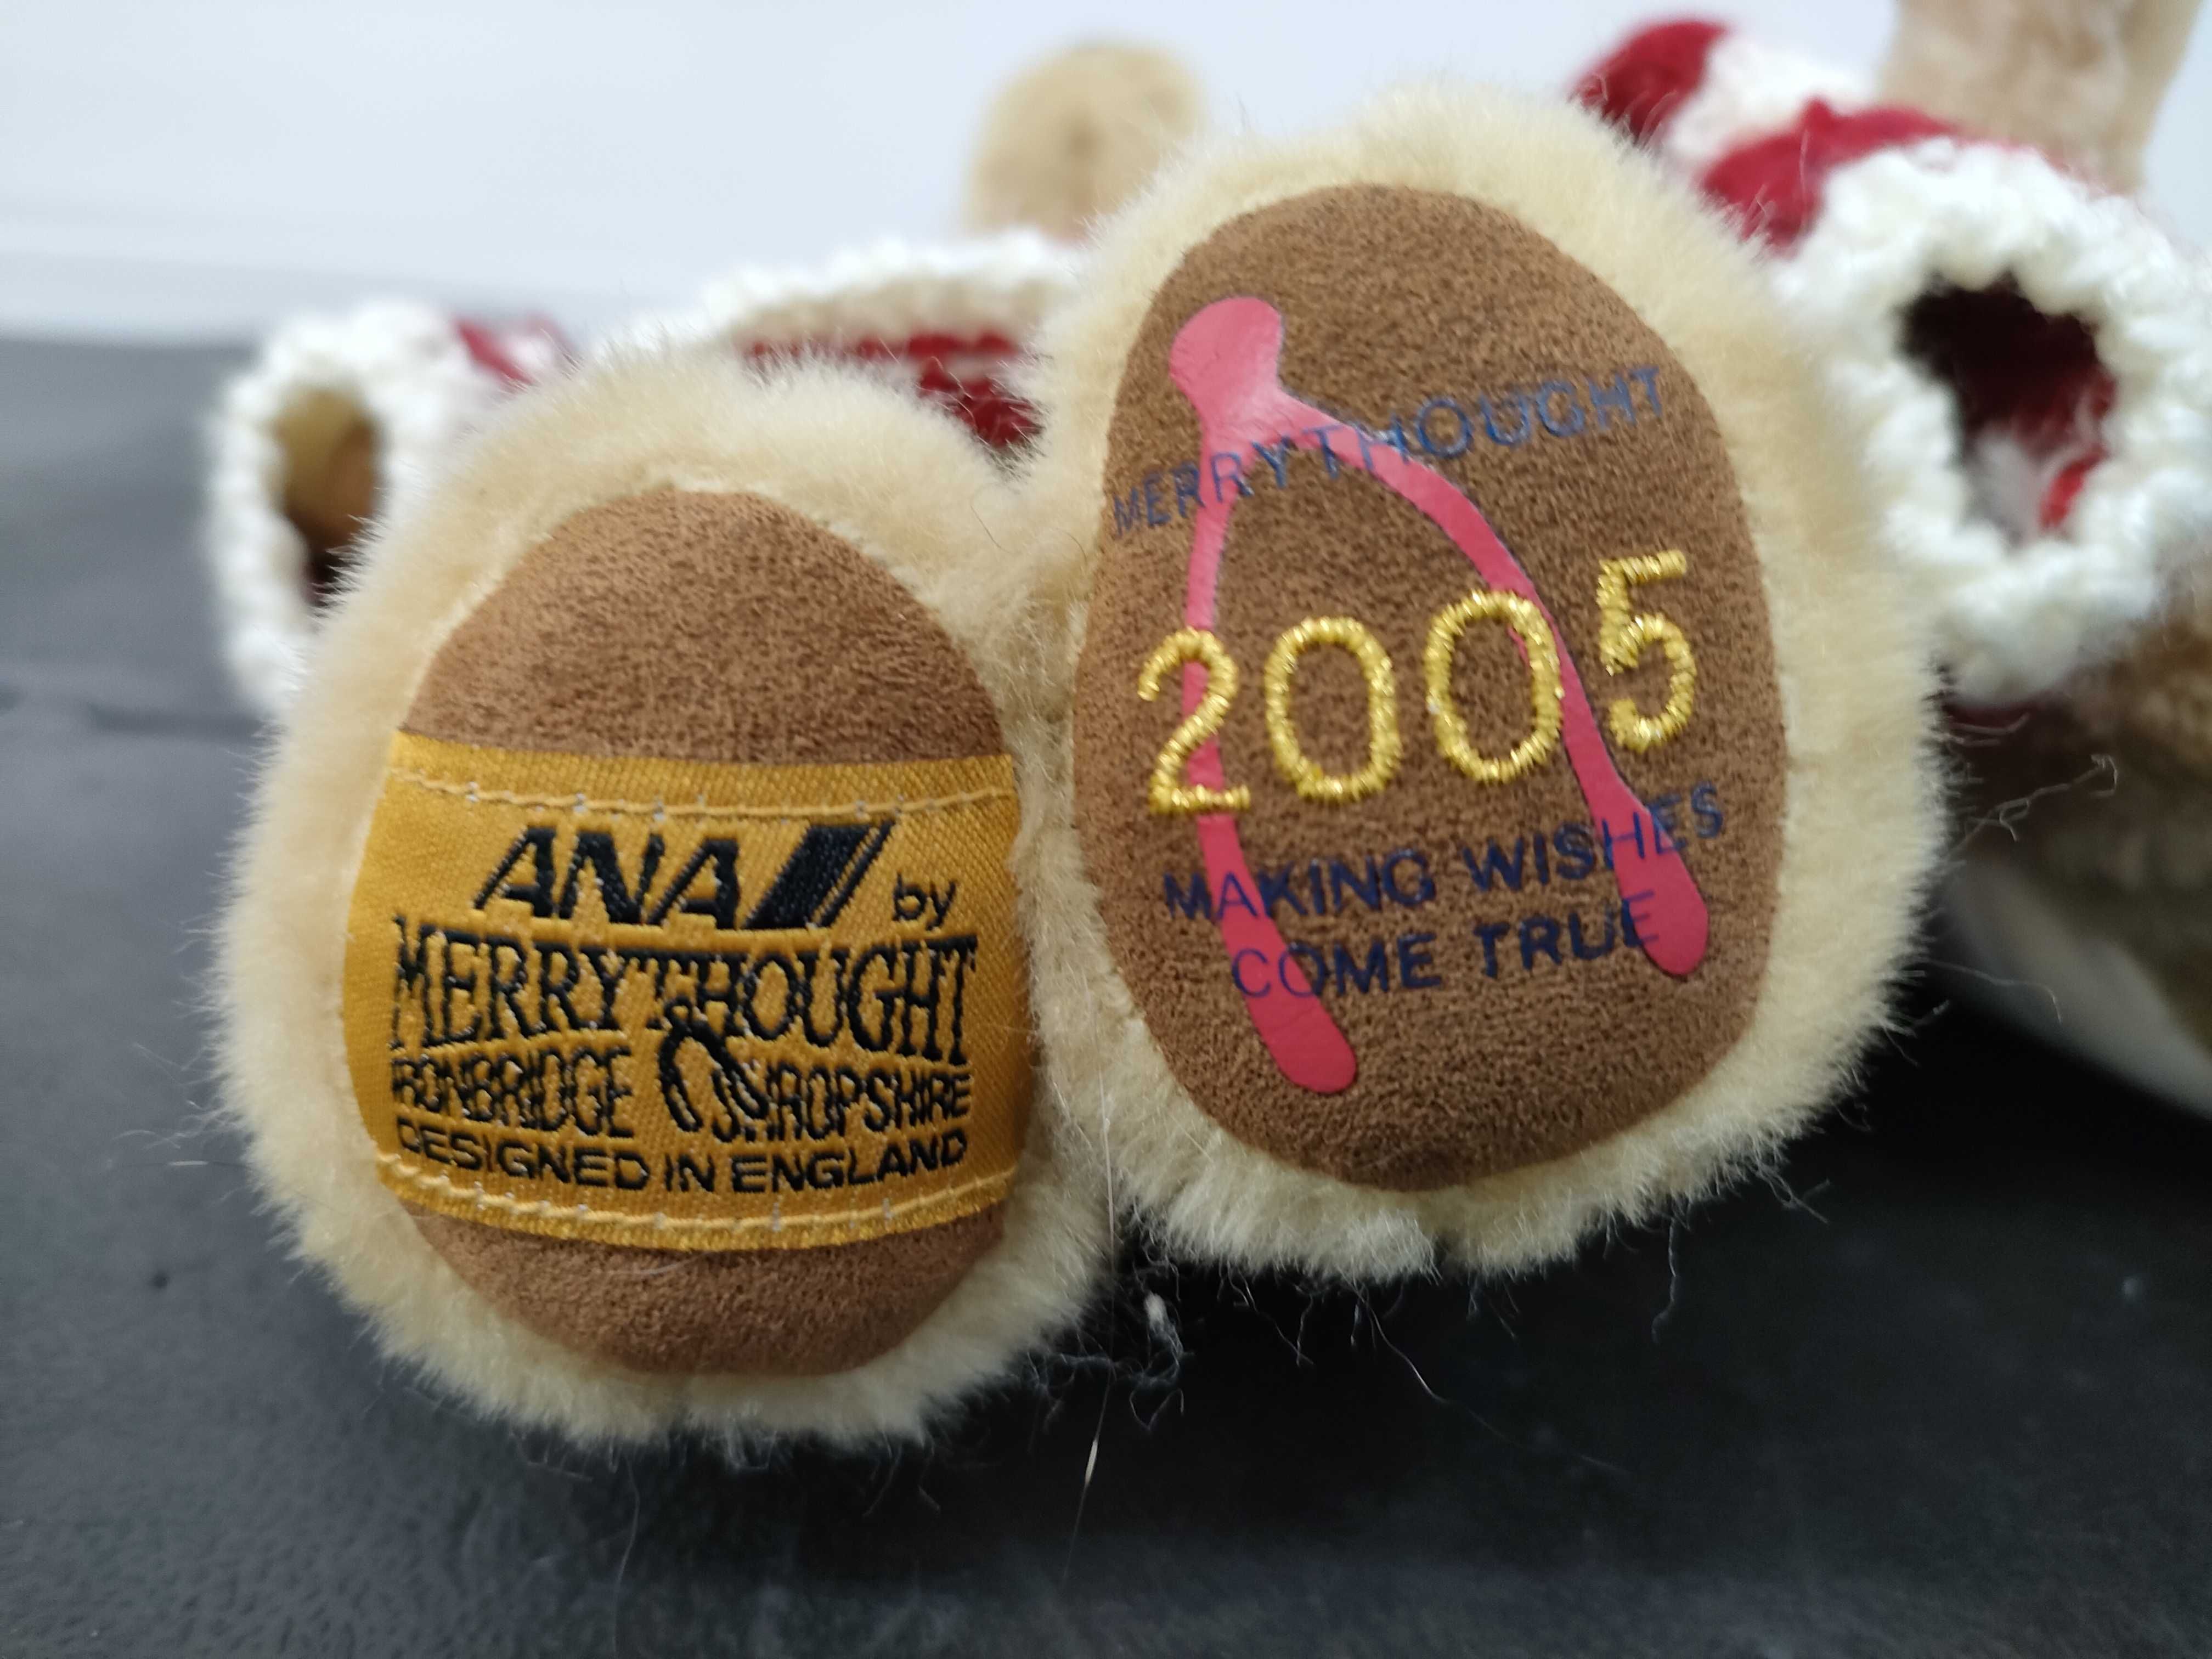 ANA by
MERRYTHOUGHT
IRONBRIDGE SHROPSHIRE
DESIGNED IN ENGLAND
MERRYTHOUGHT
2005
MAKING WISHES
COME TRUE